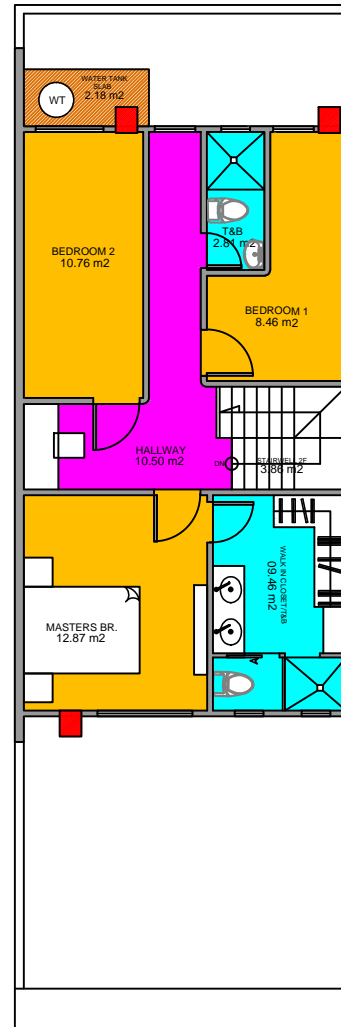 WATER TANK
SLAB
2.18 m2
WT
T&B
2.81 m2
BEDROOM 2
10.76 m2
BEDROOM 1
8.46 m2
HALLWAY
10.50 m2
DN
STAIRWELL 2F
3.86 m2
WALK IN CLOSET/T&B
09.46 m2
MASTERS BR.
12.87 m2